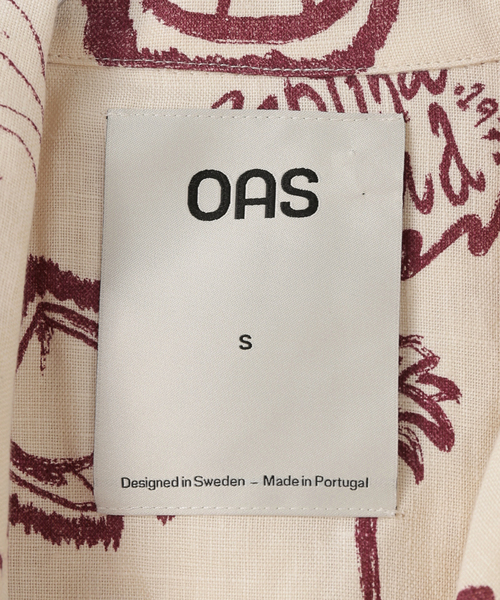 OAS
S
Designed in Sweden – Made in Portugal